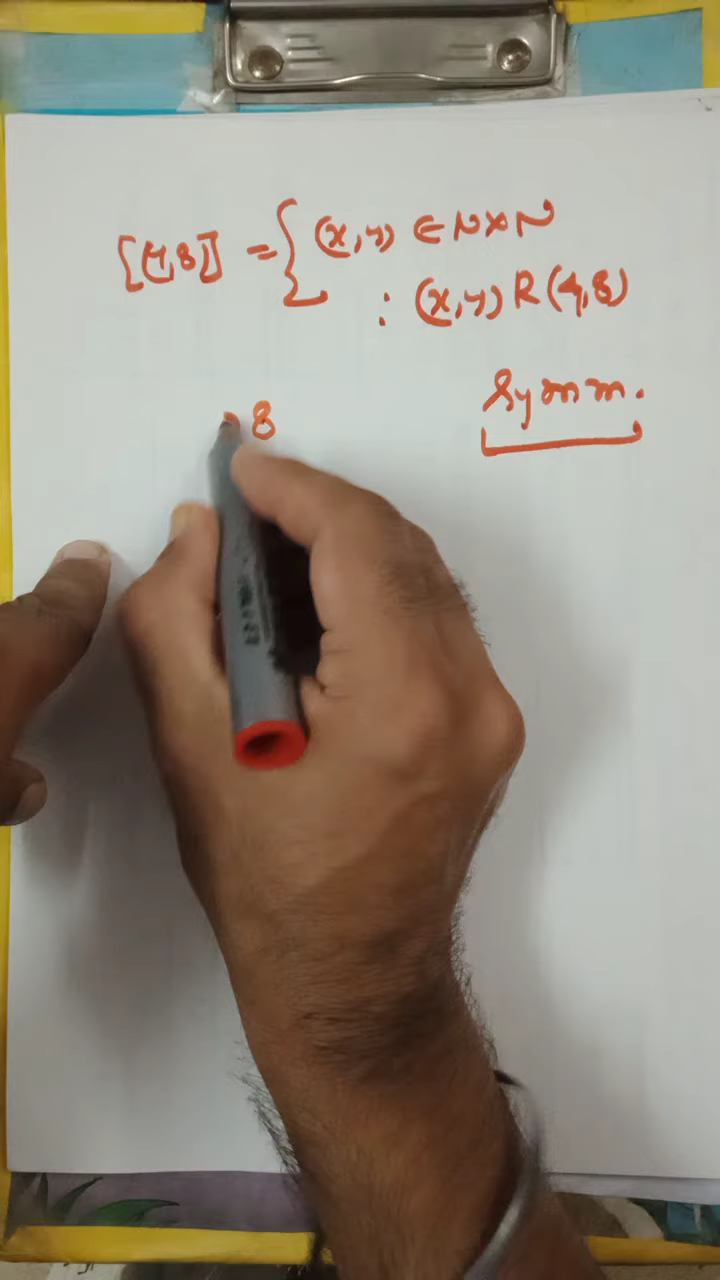 [(4,8)] = { (x,y) ∈ N×N
: (x,y) R (4,8)
Symm.
8